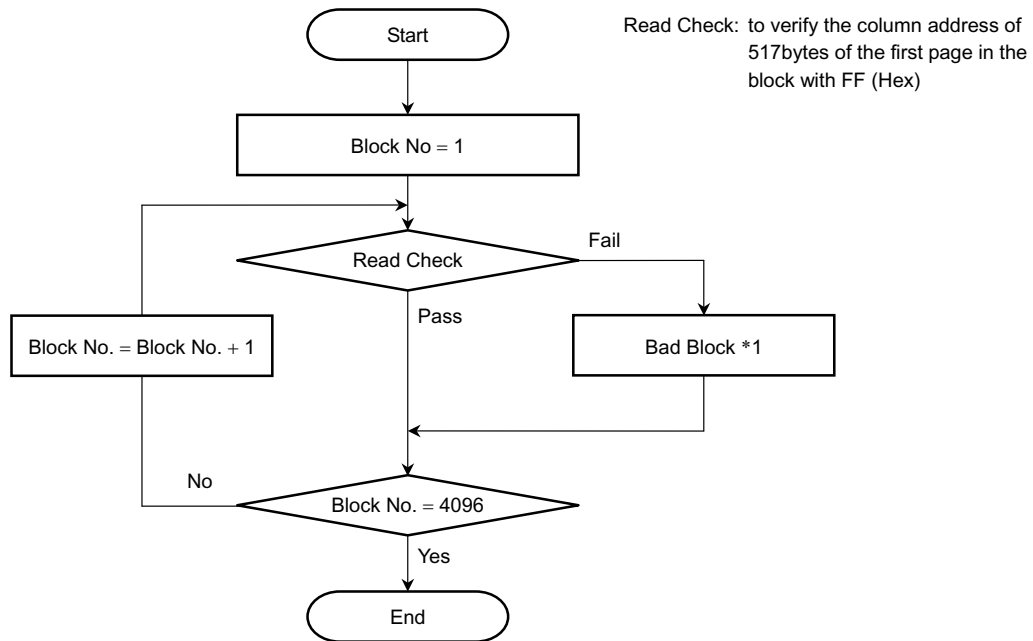 Start
Read Check: to verify the column address of
517bytes of the first page in the
block with FF (Hex)
Block No = 1
Fail
Read Check
Pass
Block No. = Block No. + 1
Bad Block *1
No
Block No. = 4096
Yes
End